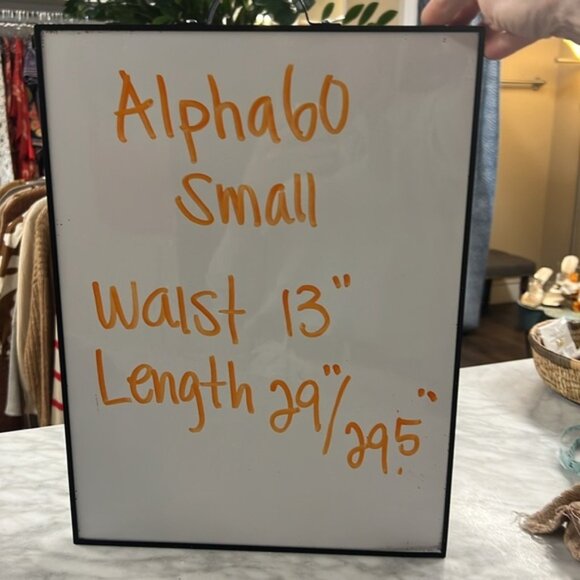 Alpha60
Small
Waist 13"
Length 29"/29.5"